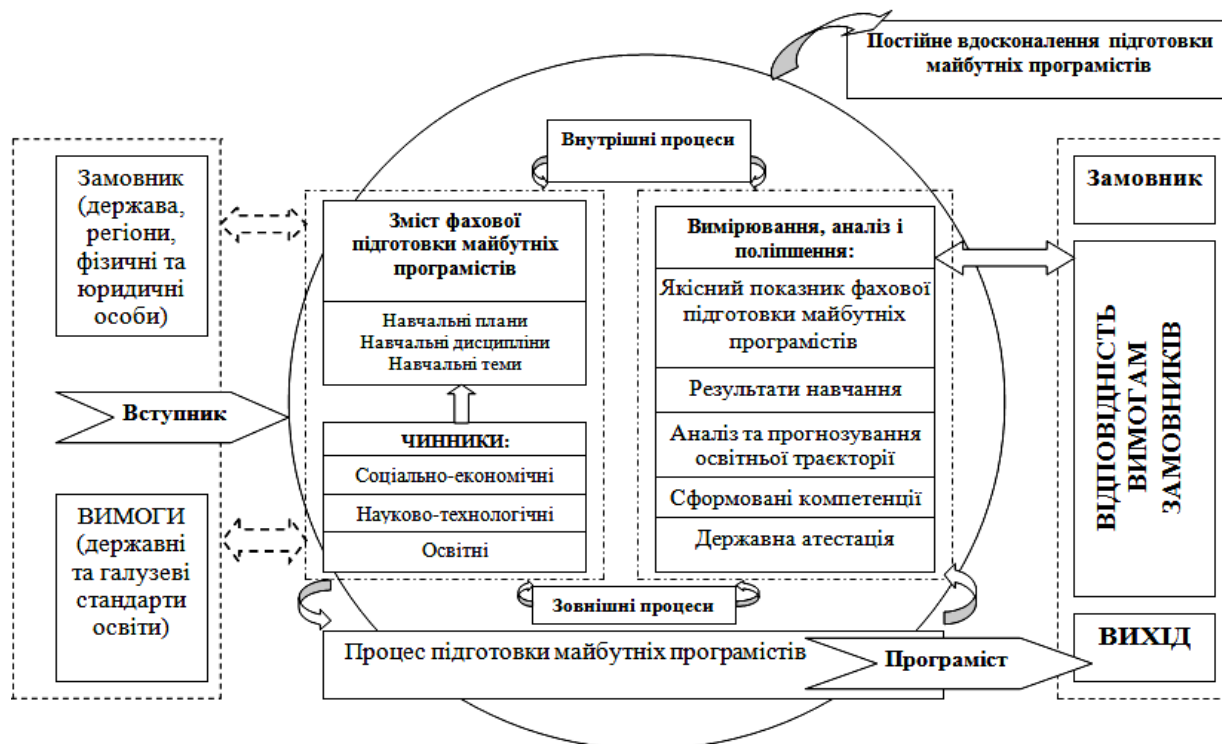 Постійне вдосконалення підготовки
майбутніх програмістів
Внутрішні процеси
Замовник
(держава,
регіони,
фізичні та
юридичні
особи)
Вступник
ВИМОГИ
(державні
та галузеві
стандарти
освіти)
Зміст фахової
підготовки майбутніх
програмістів
Навчальні плани
Навчальні дисципліни
Навчальні теми
ЧИННИКИ:
Соціально-економічні
Науково-технологічні
Освітні
Вимірювання, аналіз і
поліпшення:
Якісний показник фахової
підготовки майбутніх
програмістів
Результати навчання
Аналіз та прогнозування
освітньої траєкторії
Сформовані компетенції
Державна атестація
Зовнішні процеси
Процес підготовки майбутніх програмістів
Програміст
Замовник
ВІДПОВІДНІСТЬ
ВИМОГАМ
ЗАМОВНИКІВ
ВИХІД